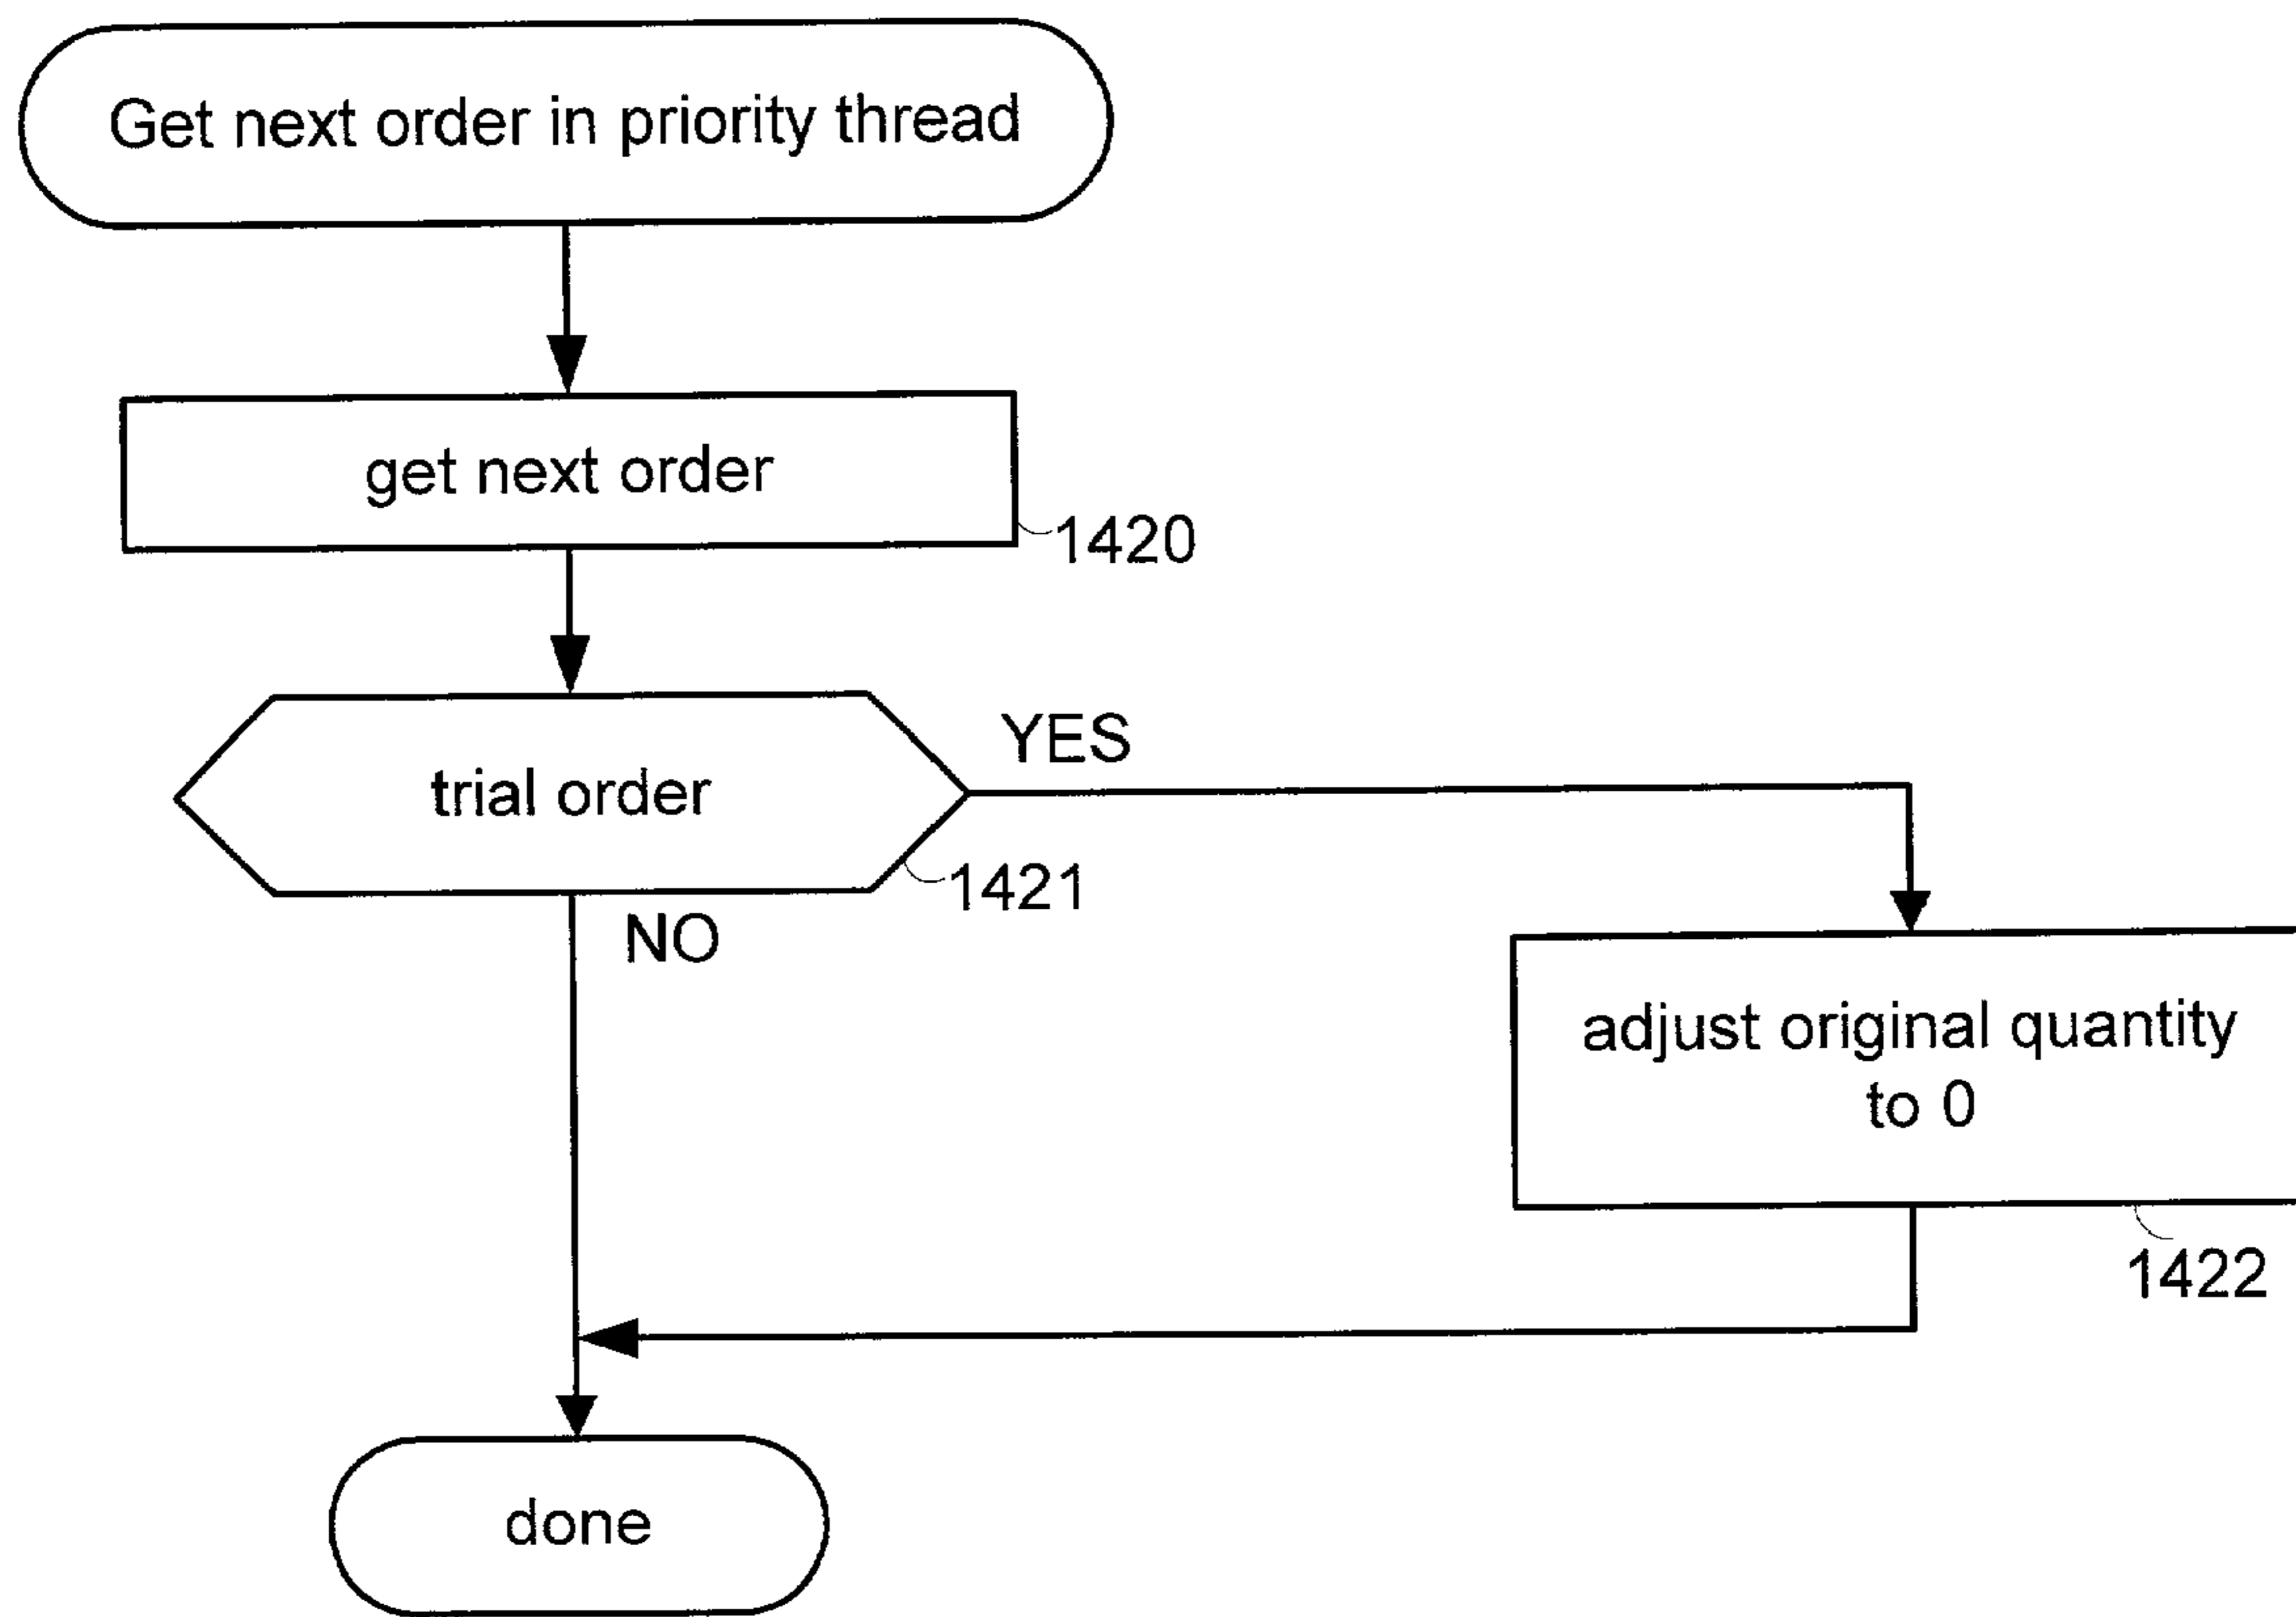 Get next order in priority thread
get next order
1420
trial order
YES
1421
NO
adjust original quantity
to 0
1422
done